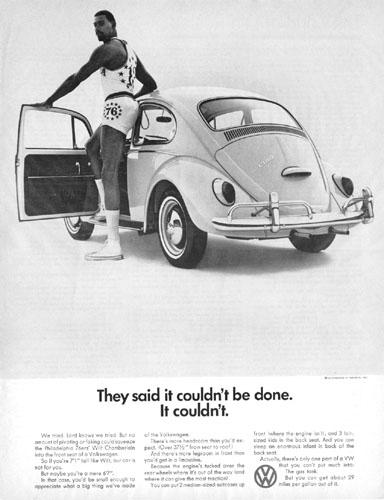 76
They said it couldn't be done.
It couldn't.
We tried. Lord knows we tried. But no
amount of pivoting or faking could squeeze
the Philadelphia 76ers' Wilt Chamberlain
into the front seat of a Volkswagen.
So if you're 7'1" tall like Wilt, our car is
not for you.
But maybe you're a mere 6'7".
In that case, you'd be small enough to
appreciate what a big thing we've made
of the Volkswagen.
There's more headroom than you'd ex-
pect. (Over 37½" from seat to roof.)
And there's more legroom in front than
you'd get in a limousine.
Because the engine's tucked over the
rear wheels where it's out of the way (and
where it can give the most traction).
You can put 2 medium-sized suitcases up
front (where the engine isn't), and 3 fair-
sized kids in the back seat. And you can
sleep an enormous infant in back of the
back seat.
Actually, there's only one part of a VW
that you can't put much into:
The gas tank.
But you can get about 29
miles per gallon out of it.
VW